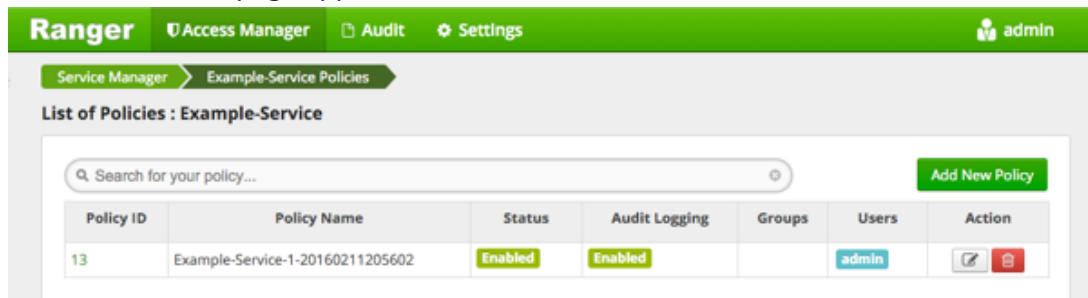 Ranger Access Manager Audit Settings admin
Service Manager Example-Service Policies
List of Policies : Example-Service
Search for your policy... Add New Policy
Policy ID Policy Name Status Audit Logging Groups Users Action
13 Example-Service-1-20160211205602 Enabled Enabled admin